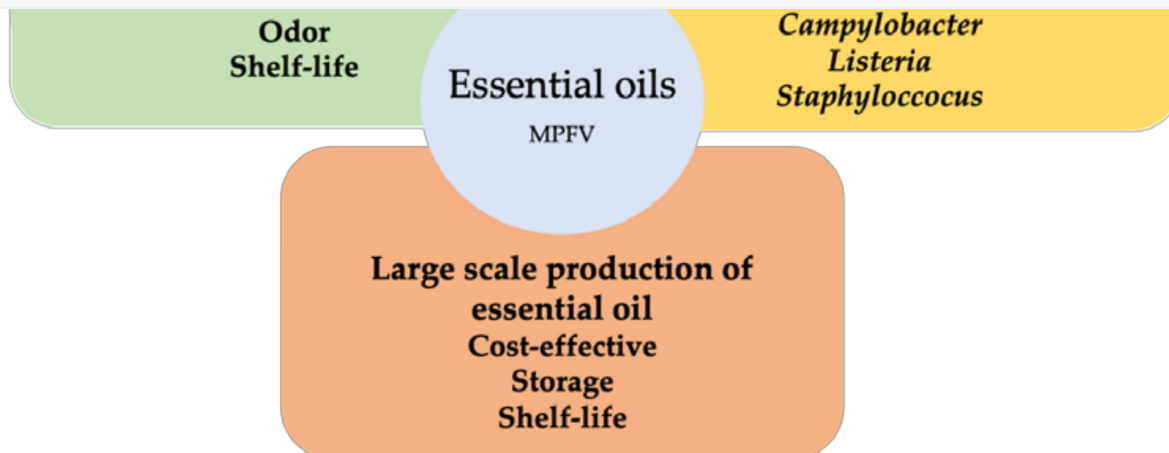 Odor
Shelf-life
Essential oils
MPFV
Campylobacter
Listeria
Staphyloccocus
Large scale production of
essential oil
Cost-effective
Storage
Shelf-life